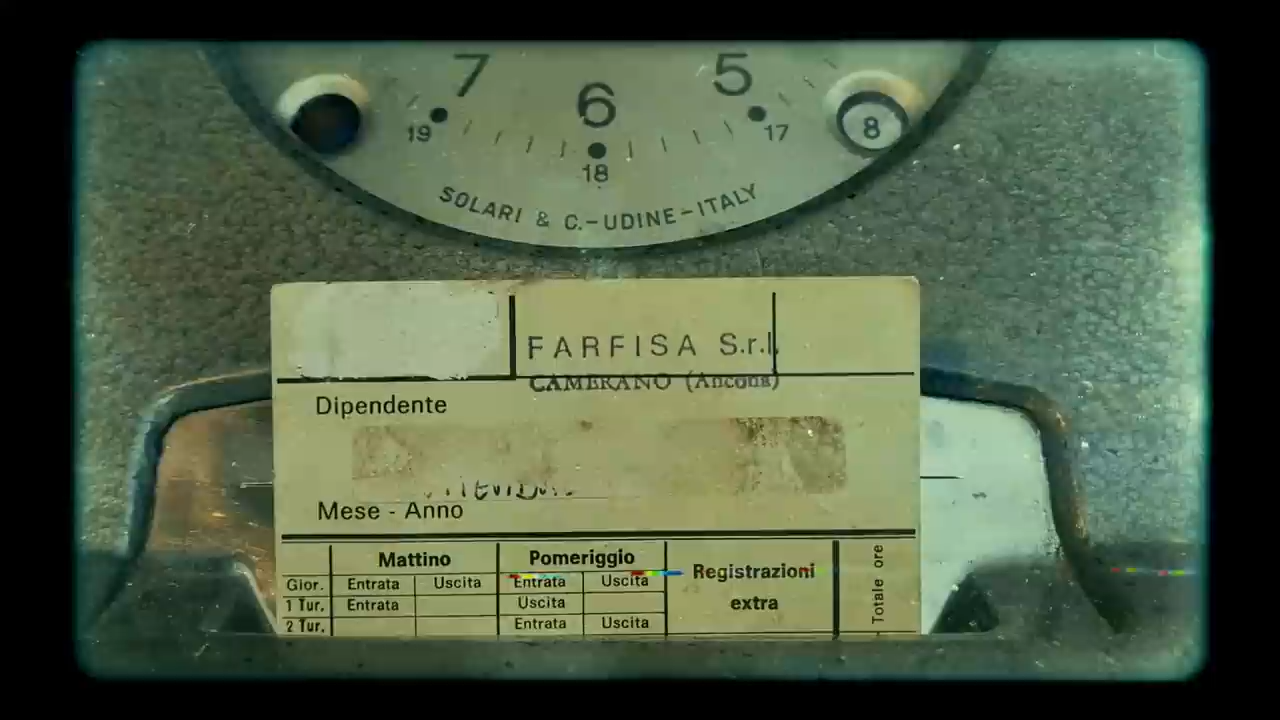 7 6 5
19 18 17
8
SOLARI & C.-UDINE-ITALY
FARFISA S.r.l.
CAMERANO (Ancona)
Dipendente
Mese - Anno
Mattino Pomeriggio Registrazioni extra Totale ore
Gior. Entrata Uscita Entrata Uscita
1 Tur. Entrata Uscita
2 Tur. Entrata Uscita